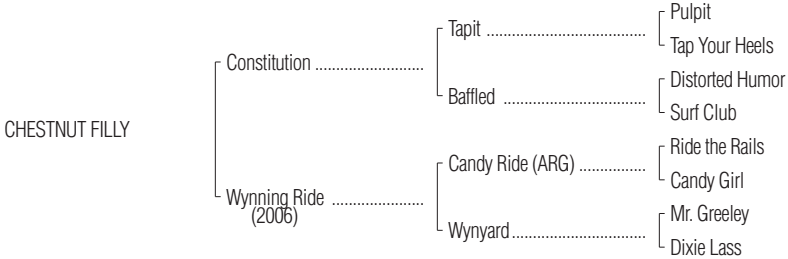 Pulpit
Tapit ....................................
Tap Your Heels
Constitution ........................
Distorted Humor
Baffled ................................
Surf Club
CHESTNUT FILLY
Ride the Rails
Candy Ride (ARG) ...............
Candy Girl
Wynning Ride ....................
(2006)
Mr. Greeley
Wynyard..............................
Dixie Lass